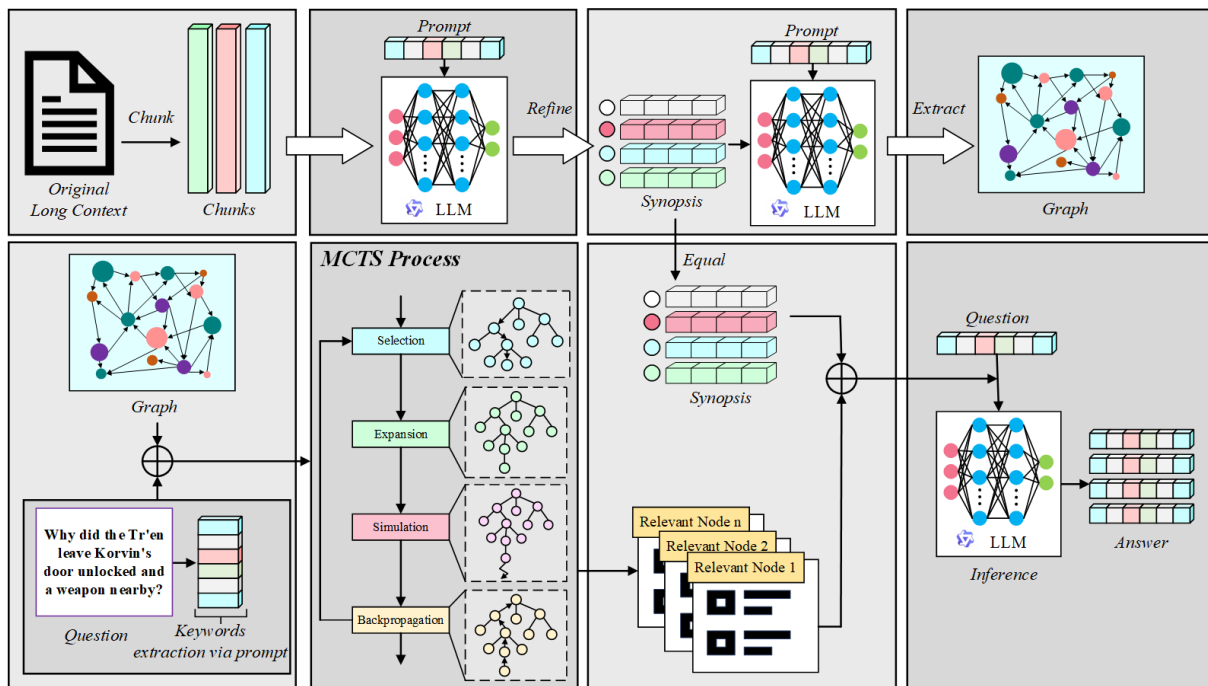 Chunk
Original
Long Context
Chunks
Prompt
LLM
Refine
Synopsis
Prompt
LLM
Extract
Graph
Graph
Why did the Tr'en
leave Korvin's
door unlocked and
a weapon nearby?
Question
Keywords
extraction via prompt
MCTS Process
Selection
Expansion
Simulation
Backpropagation
Equal
Synopsis
Relevant Node n
Relevant Node 2
Relevant Node 1
Question
LLM
Inference
Answer